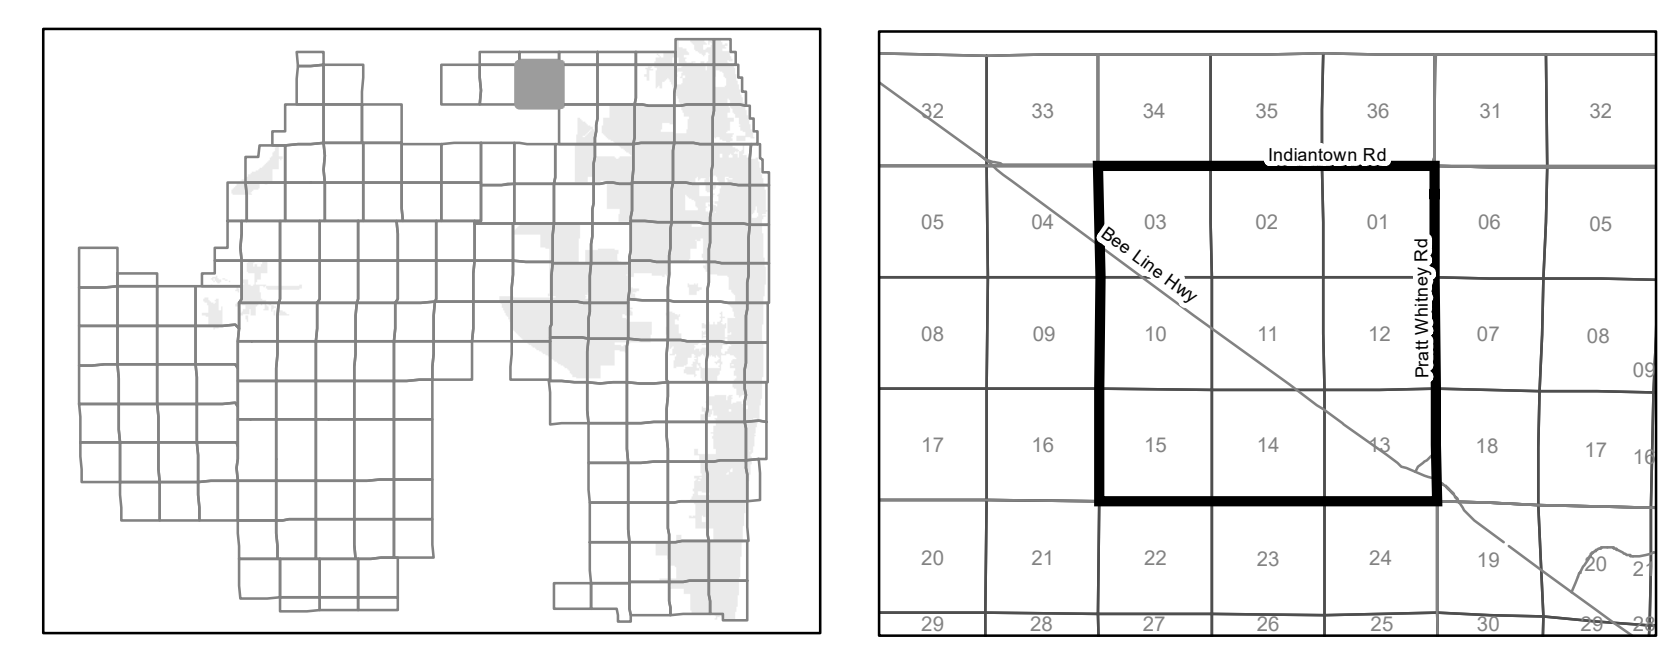 32 33 34 35 36 31 32
Indiantown Rd
05 04 03 02 01 06 05
Bee Line Hwy
Pratt Whitney Rd
08 09 10 11 12 07 08
09
17 16 15 14 13 18 17 16
20 21 22 23 24 19 20 21
29 28 27 26 25 30 29 28